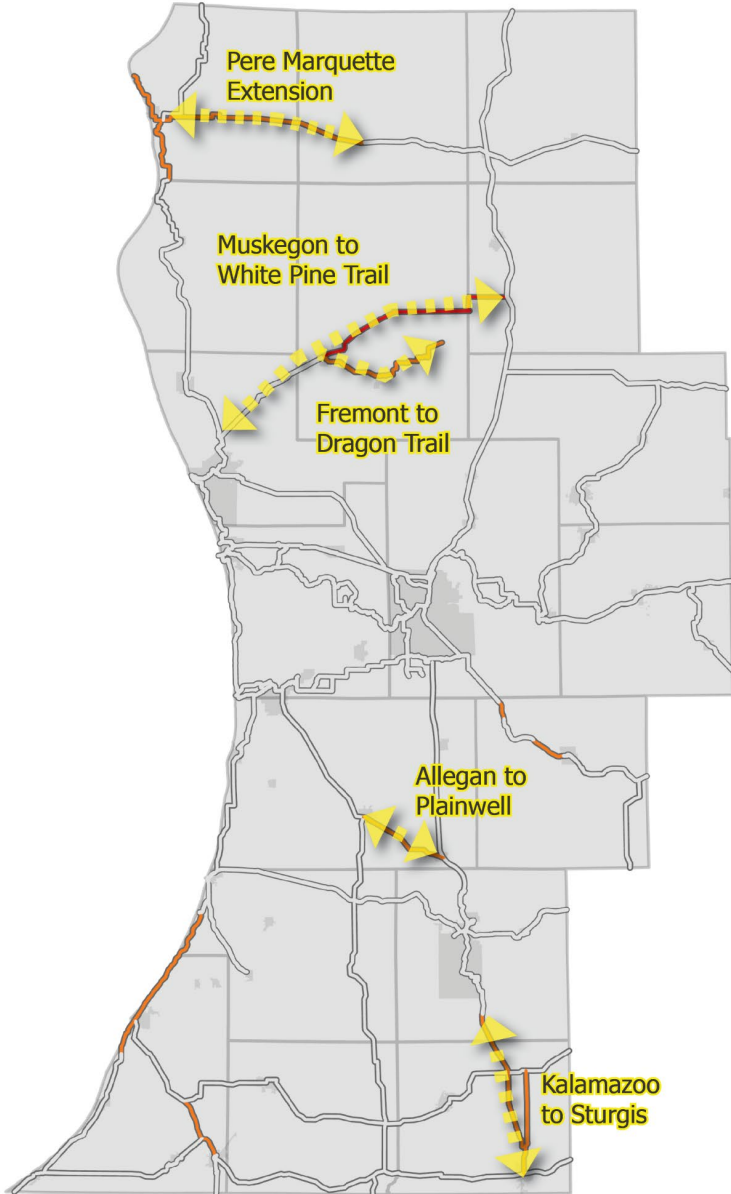 Pere Marquette
Extension
Muskegon to
White Pine Trail
Fremont to
Dragon Trail
Allegan to
Plainwell
Kalamazoo
to Sturgis